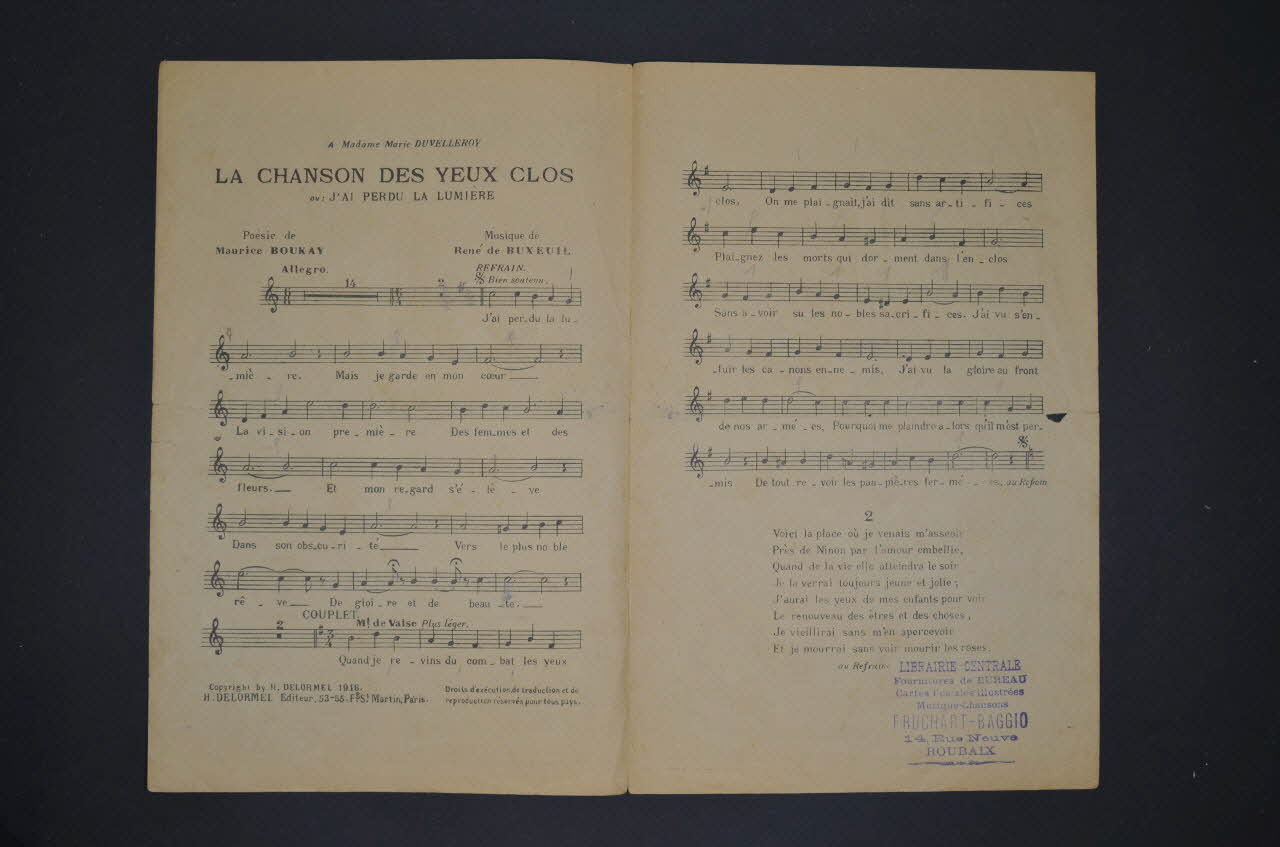 A Madame Marie DUVELLEROY
LA CHANSON DES YEUX CLOS
ou: J'AI PERDU LA LUMIÈRE
Poésie de
Maurice BOUKAY
Musique de
René de BUXEUIL
Allegro.
REFRAIN.
Bien soutenu.
14
2
J'ai per_du la lu_
_miè _ re. Mais je garde en mon cœur
La vi_si_on pre_miè_re Des fem_mes et des
fleurs. Et mon re_gard s'é_lè_ve
Dans son obs_cu_ri_té Vers le plus no ble
rê_ve De gloi_re et de beau_té.
COUPLET.
2
Mt de Valse Plus léger.
Quand je re_vins du com_bat les yeux
Copyright by H. DELORMEL 1916.
H. DELORMEL Editeur, 53-55, Fg St Martin, Paris.
Droits d'exécution, de traduction et de
reproduction réservés pour tous pays.
clos, On me plai_gnait, j'ai dit sans ar_ti_fi_ces
Plai_gnez les morts qui dor_ment dans l'en_clos
Sans a_voir su les no_bles sa_cri_fi_ces. J'ai vu s'en_
_fuir les ca_nons en_ne_mis, J'ai vu la gloire au front
de nos ar_mé_es, Pourquoi me plaindre a_lors qu'il m'est per_
_mis De tout re_voir les pau_piè_res fer_mé_es. au Refrain
2
Voici la place où je venais m'asseoir
Près de Ninon par l'amour embellie,
Quand de la vie elle atteindra le soir
Je la verrai toujours jeune et jolie;
J'aurai les yeux de mes enfants pour voir
Le renouveau des êtres et des choses,
Je vieillirai sans m'en apercevoir
Et je mourrai sans voir mourir les roses.
au Refrain
LIBRAIRIE CENTRALE
Fournitures de BUREAU
Cartes Postales Illustrées
Musique-Chansons
FRUCHART-BAGGIO
14, Rue Neuve
ROUBAIX